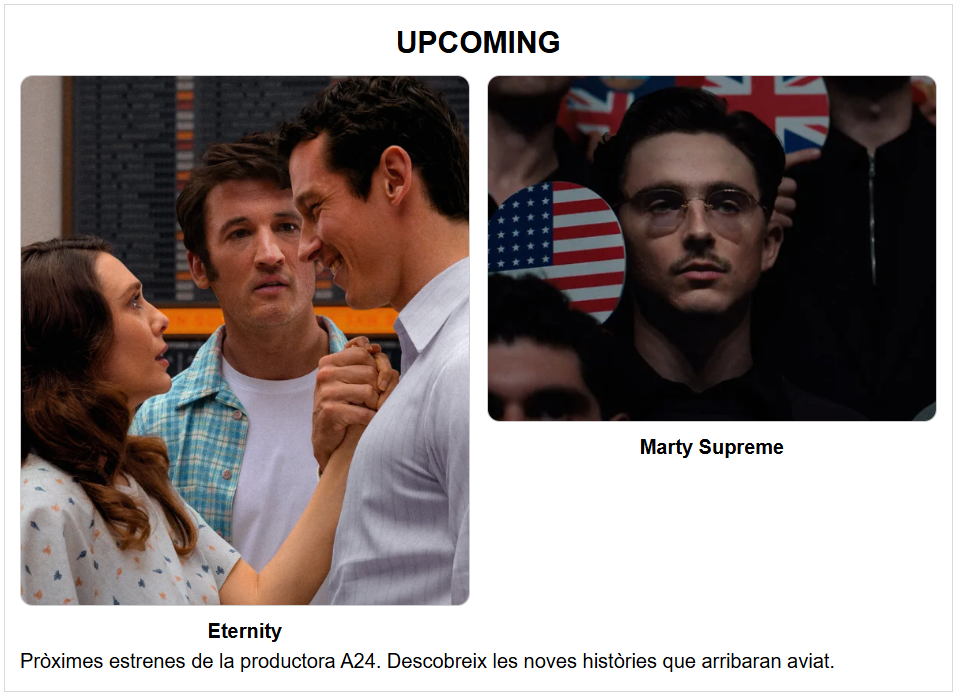 UPCOMING
Marty Supreme
Eternity
Pròximes estrenes de la productora A24. Descobreix les noves històries que arribaran aviat.